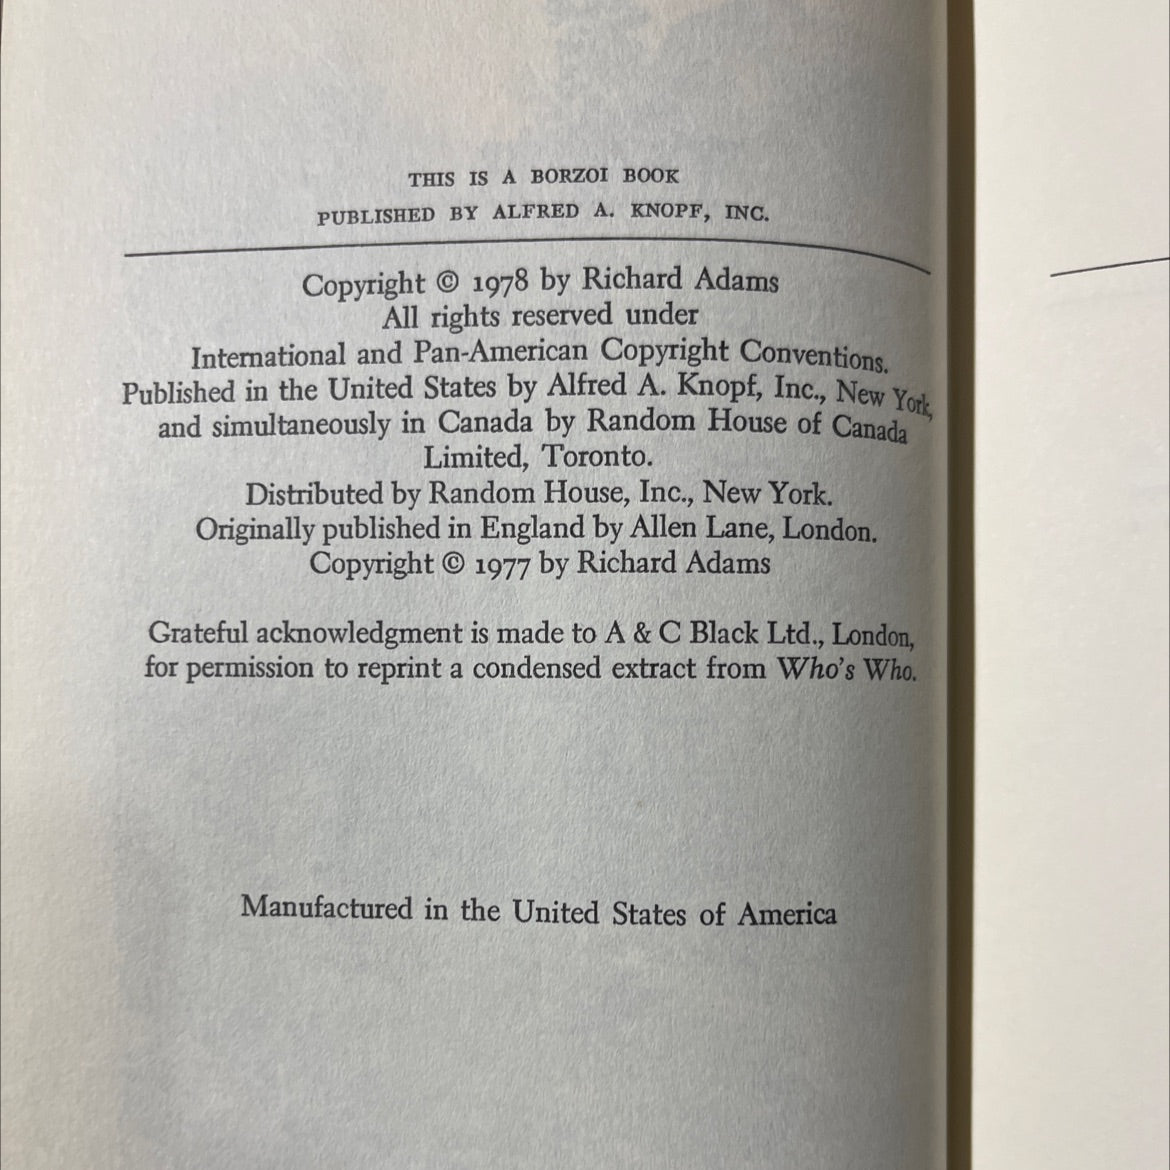 THIS IS A BORZOI BOOK
PUBLISHED BY ALFRED A. KNOPF, INC.
Copyright © 1978 by Richard Adams
All rights reserved under
International and Pan-American Copyright Conventions.
Published in the United States by Alfred A. Knopf, Inc., New York,
and simultaneously in Canada by Random House of Canada
Limited, Toronto.
Distributed by Random House, Inc., New York.
Originally published in England by Allen Lane, London.
Copyright © 1977 by Richard Adams
Grateful acknowledgment is made to A & C Black Ltd., London,
for permission to reprint a condensed extract from Who's Who.
Manufactured in the United States of America